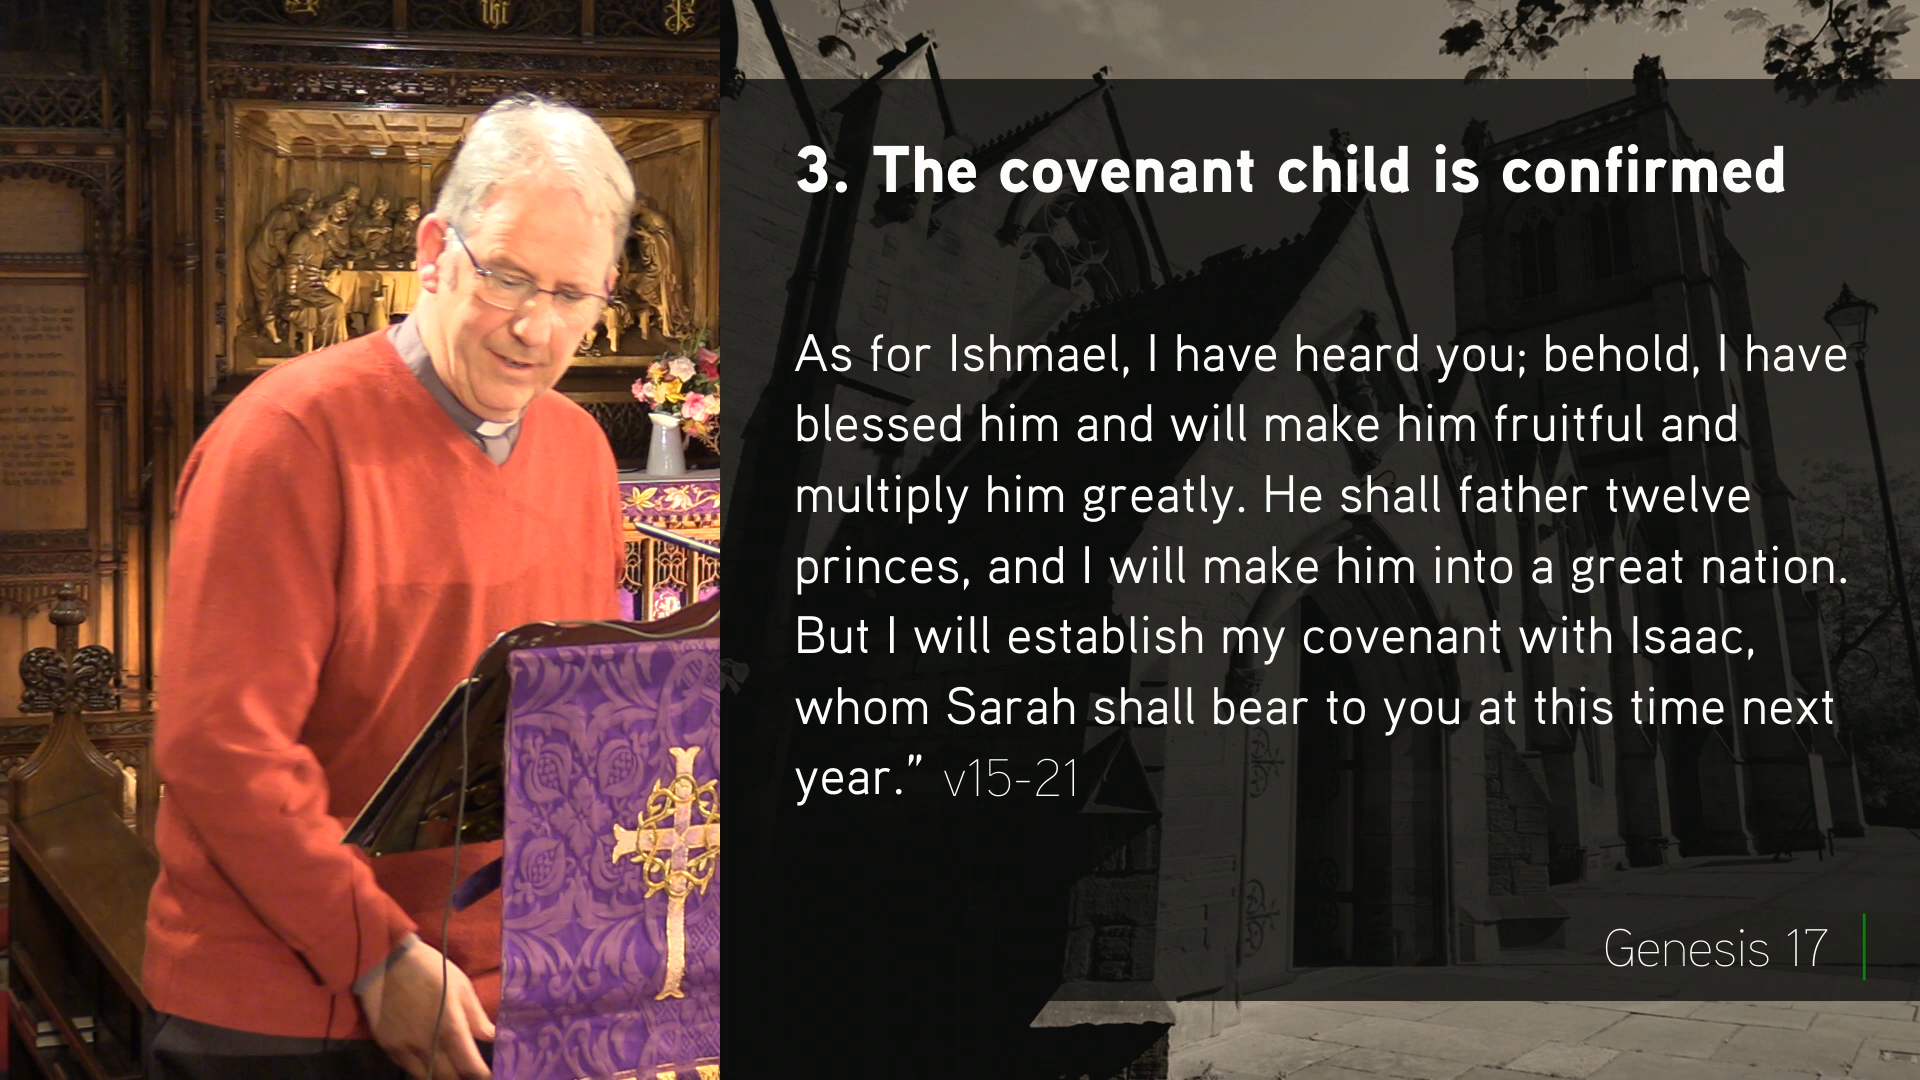 3. The covenant child is confirmed
As for Ishmael, I have heard you; behold, I have
blessed him and will make him fruitful and
multiply him greatly. He shall father twelve
princes, and I will make him into a great nation.
But I will establish my covenant with Isaac,
whom Sarah shall bear to you at this time next
year.” v15-21
Genesis 17